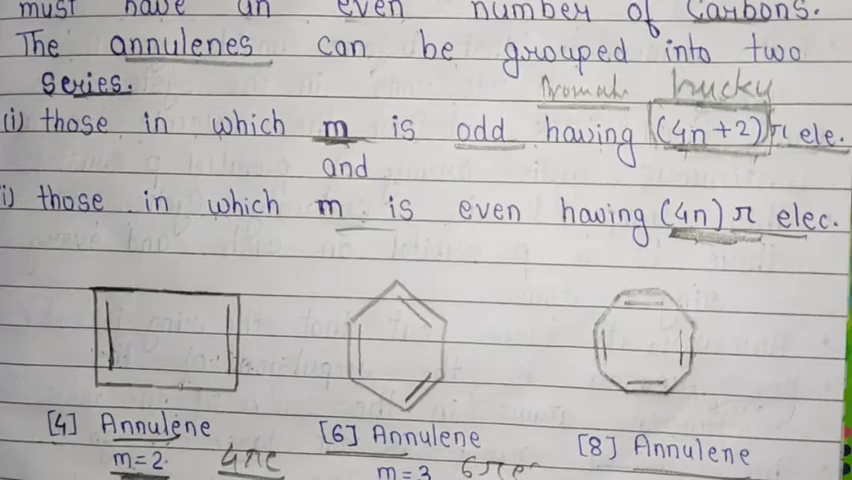 must have an even number of Carbons.
The annulenes can be grouped into two
series.
Aromatic huckey
(i) those in which m is odd having (4n+2) π ele.
and
i) those in which m is even having (4n) π elec.
[4] Annulene
[6] Annulene
[8] Annulene
m=2. 4πe
m=3 6πe